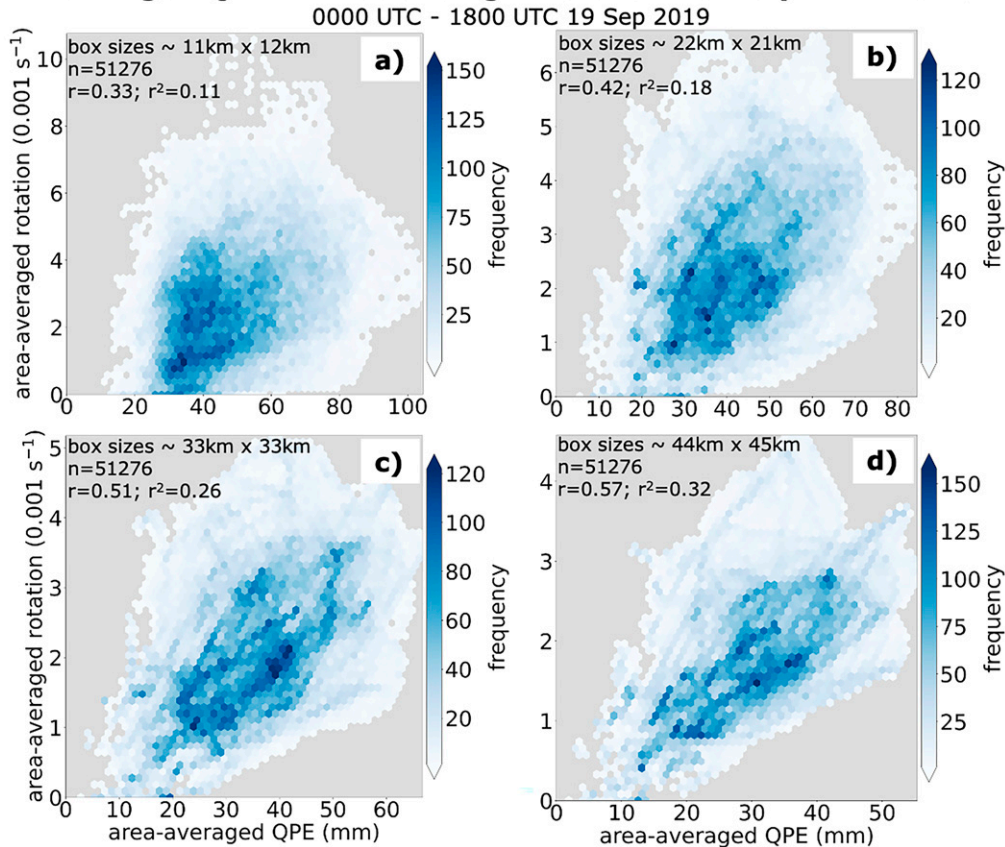 0000 UTC - 1800 UTC 19 Sep 2019
box sizes ~ 11km x 12km
n=51276
r=0.33; r²=0.11
a)
area-averaged rotation (0.001 s⁻¹)
10
8
6
4
2
0
0 20 40 60 80 100
150
125
100
75
50
25
frequency
box sizes ~ 22km x 21km
n=51276
r=0.42; r²=0.18
b)
6
5
4
3
2
1
0
0 10 20 30 40 50 60 70 80
120
100
80
60
40
20
frequency
box sizes ~ 33km x 33km
n=51276
r=0.51; r²=0.26
c)
area-averaged rotation (0.001 s⁻¹)
5
4
3
2
1
0
0 10 20 30 40 50 60
area-averaged QPE (mm)
120
100
80
60
40
20
frequency
box sizes ~ 44km x 45km
n=51276
r=0.57; r²=0.32
d)
4
3
2
1
0
0 10 20 30 40 50
area-averaged QPE (mm)
150
125
100
75
50
25
frequency